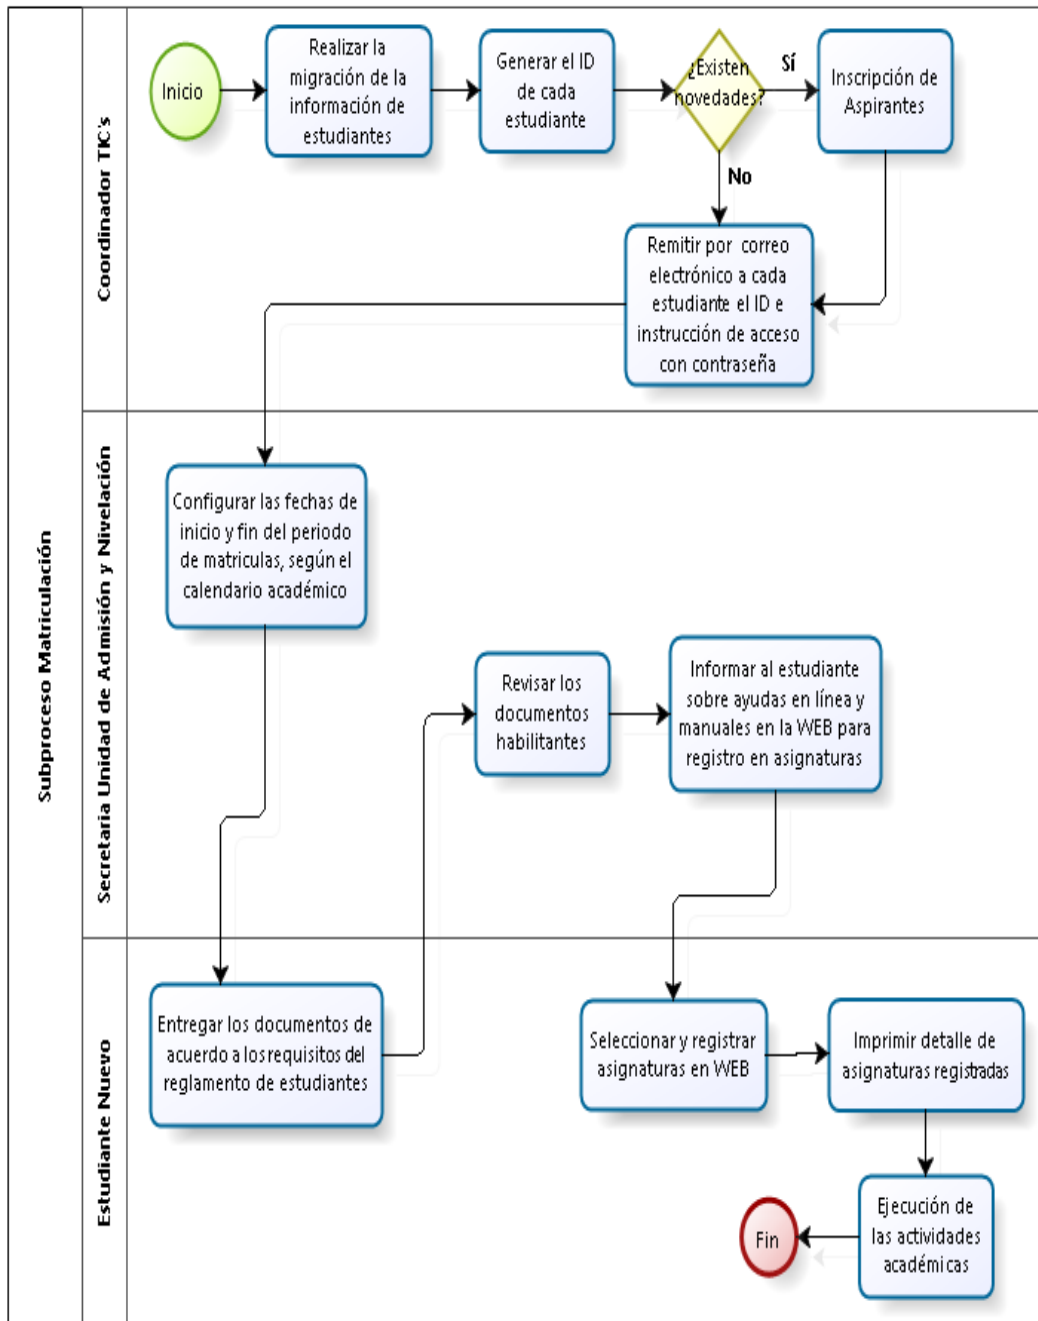 Subproceso Matriculación
Coordinador TIC's
Inicio
Realizar la
migración de la
información de
estudiantes
Generar el ID
de cada
estudiante
¿Existen
novedades?
Sí
Inscripción de
Aspirantes
No
Remitir por correo
electrónico a cada
estudiante el ID e
instrucción de acceso
con contraseña
Secretaria Unidad de Admisión y Nivelación
Configurar las fechas de
inicio y fin del periodo
de matriculas, según el
calendario académico
Revisar los
documentos
habilitantes
Informar al estudiante
sobre ayudas en línea y
manuales en la WEB para
registro en asignaturas
Estudiante Nuevo
Entregar los documentos de
acuerdo a los requisitos del
reglamento de estudiantes
Seleccionar y registrar
asignaturas en WEB
Imprimir detalle de
asignaturas registradas
Ejecución de
las actividades
académicas
Fin